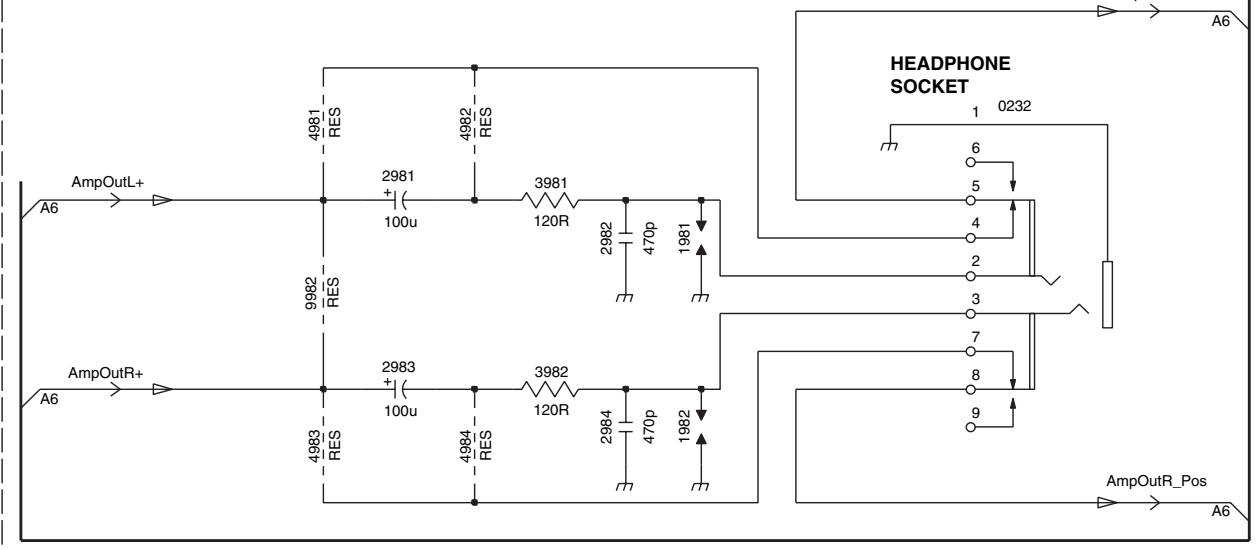 A6
HEADPHONE
SOCKET
1 0232
4981
RES
4982
RES
6
AmpOutL+
A6
2981
+
100u
3981
120R
2982
470p
1981
5
4
2
9982
RES
3
7
AmpOutR+
A6
2983
+
100u
3982
120R
2984
470p
1982
8
9
4983
RES
4984
RES
AmpOutR_Pos
A6